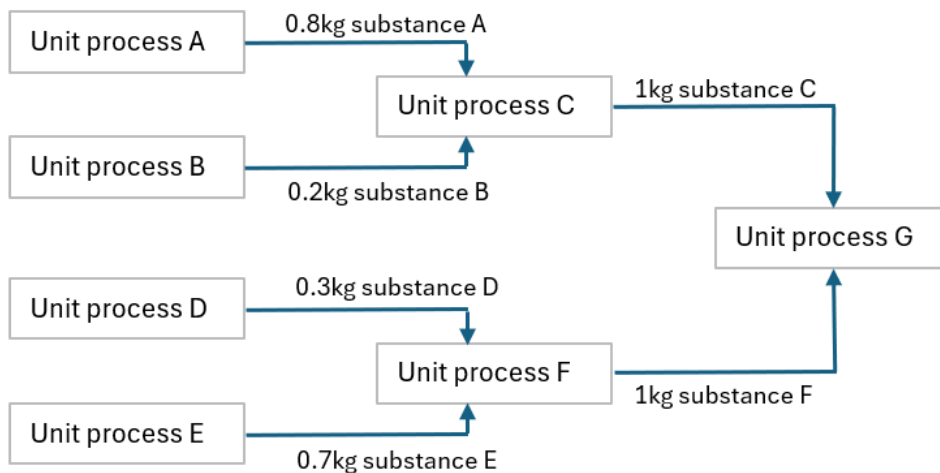 0.8kg substance A
Unit process A
Unit process C
1kg substance C
Unit process B
0.2kg substance B
Unit process G
0.3kg substance D
Unit process D
Unit process F
1kg substance F
Unit process E
0.7kg substance E